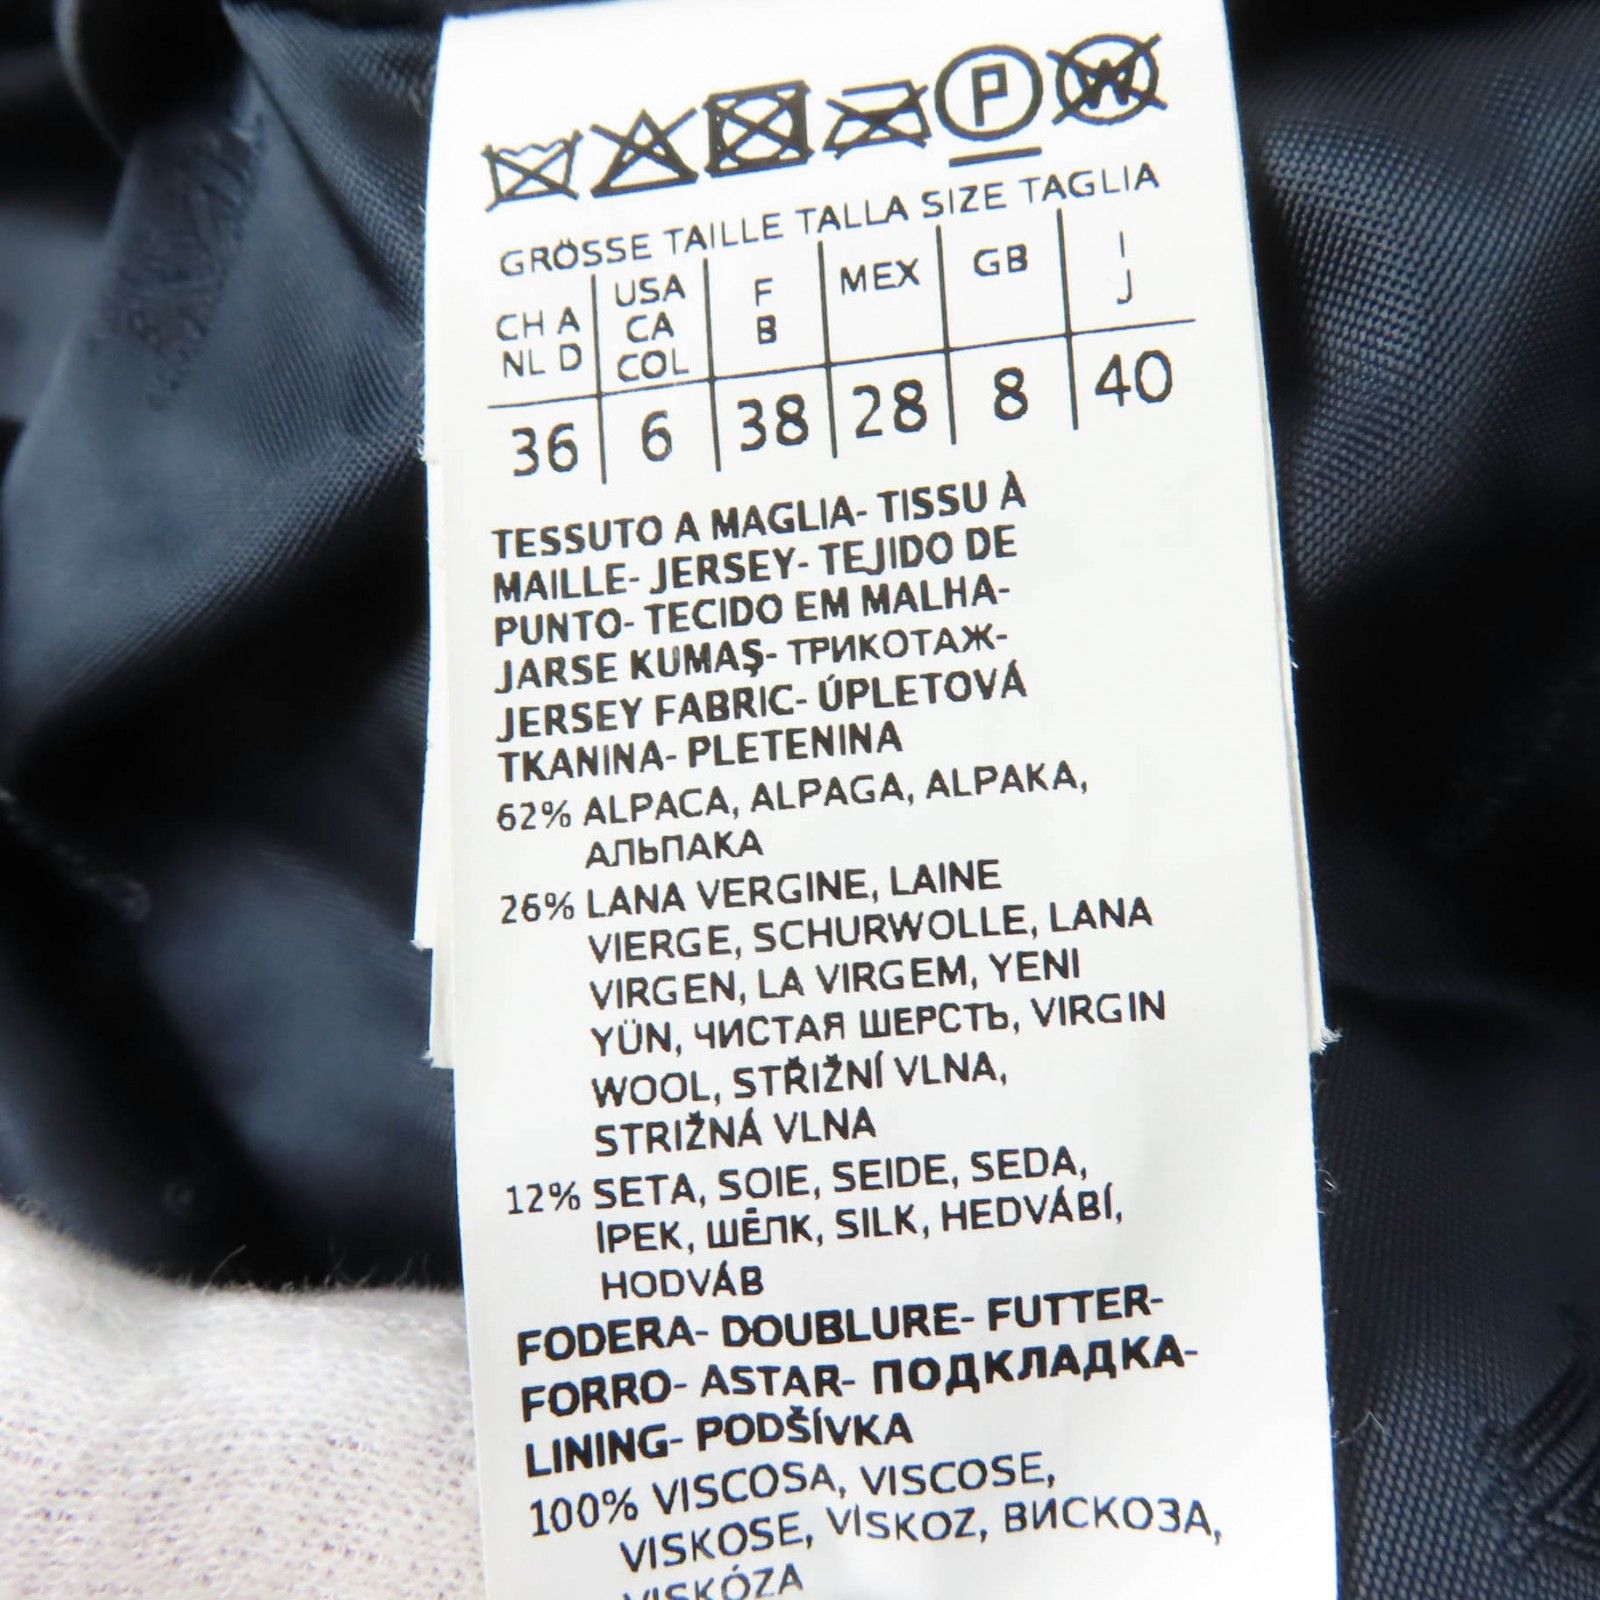 P W
GRÖSSE TAILLE TALLA SIZE TAGLIA
CH A NL D | USA CA COL | F B | MEX | GB | I J
36 | 6 | 38 | 28 | 8 | 40
TESSUTO A MAGLIA- TISSU À
MAILLE- JERSEY- TEJIDO DE
PUNTO- TECIDO EM MALHA-
JARSE KUMAŞ- ТРИКОТАЖ-
JERSEY FABRIC- ÚPLETOVÁ
TKANINA- PLETENINA
62% ALPACA, ALPAGA, ALPAKA,
АЛЬПАКА
26% LANA VERGINE, LAINE
VIERGE, SCHURWOLLE, LANA
VIRGEN, LA VIRGEM, YENI
YÜN, ЧИСТАЯ ШЕРСТЬ, VIRGIN
WOOL, STŘIŽNÍ VLNA,
STRIŽNÁ VLNA
12% SETA, SOIE, SEIDE, SEDA,
İPEK, ШЁЛК, SILK, HEDVÁBÍ,
HODVÁB
FODERA- DOUBLURE- FUTTER-
FORRO- ASTAR- ПОДКЛАДКА-
LINING- PODŠÍVKA
100% VISCOSA, VISCOSE,
VISKOSE, VİSKOZ, ВИСКОЗА,
VISKÓZA